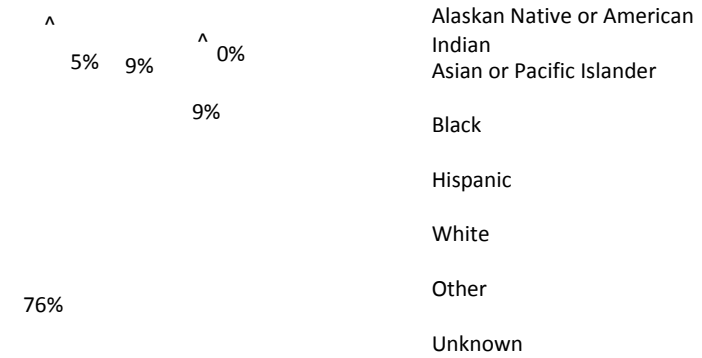 ^
^
0%
5%
9%
9%
76%
Alaskan Native or American
Indian
Asian or Pacific Islander
Black
Hispanic
White
Other
Unknown